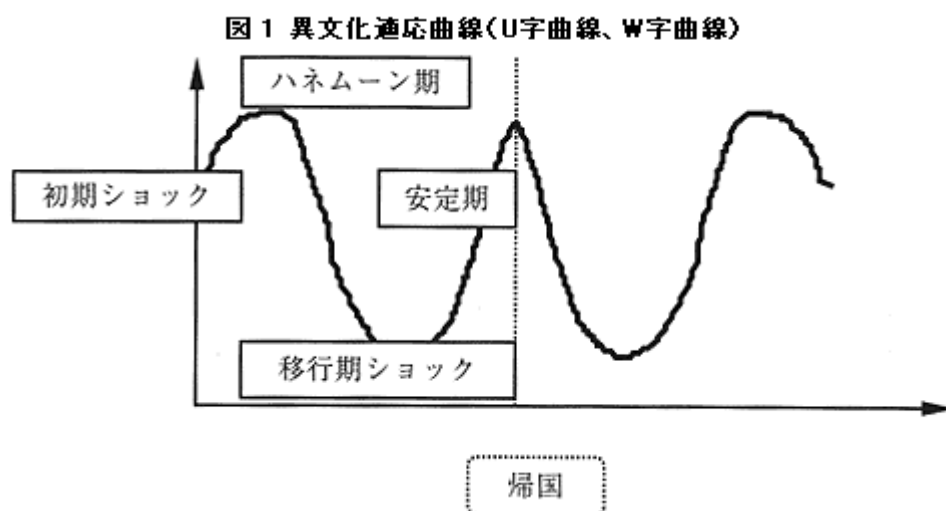 図1 異文化適応曲線(U字曲線、W字曲線)
ハネムーン期
初期ショック
安定期
移行期ショック
帰国